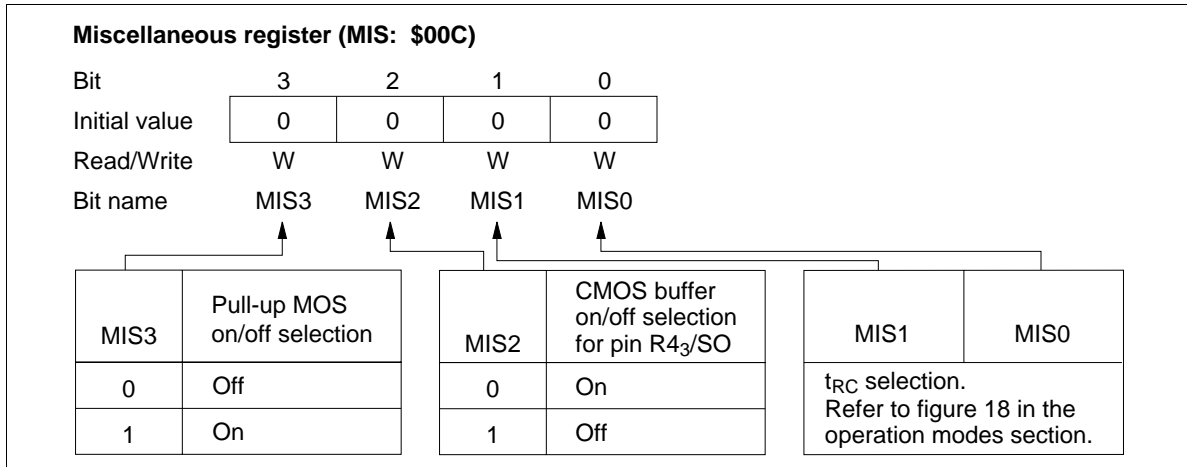 Miscellaneous register (MIS: $00C)
Bit 3 2 1 0
Initial value 0 0 0 0
Read/Write W W W W
Bit name MIS3 MIS2 MIS1 MIS0
MIS3
Pull-up MOS
on/off selection
0 Off
1 On
MIS2
CMOS buffer
on/off selection
for pin R4₃/SO
0 On
1 Off
MIS1 MIS0
tRC selection.
Refer to figure 18 in the
operation modes section.